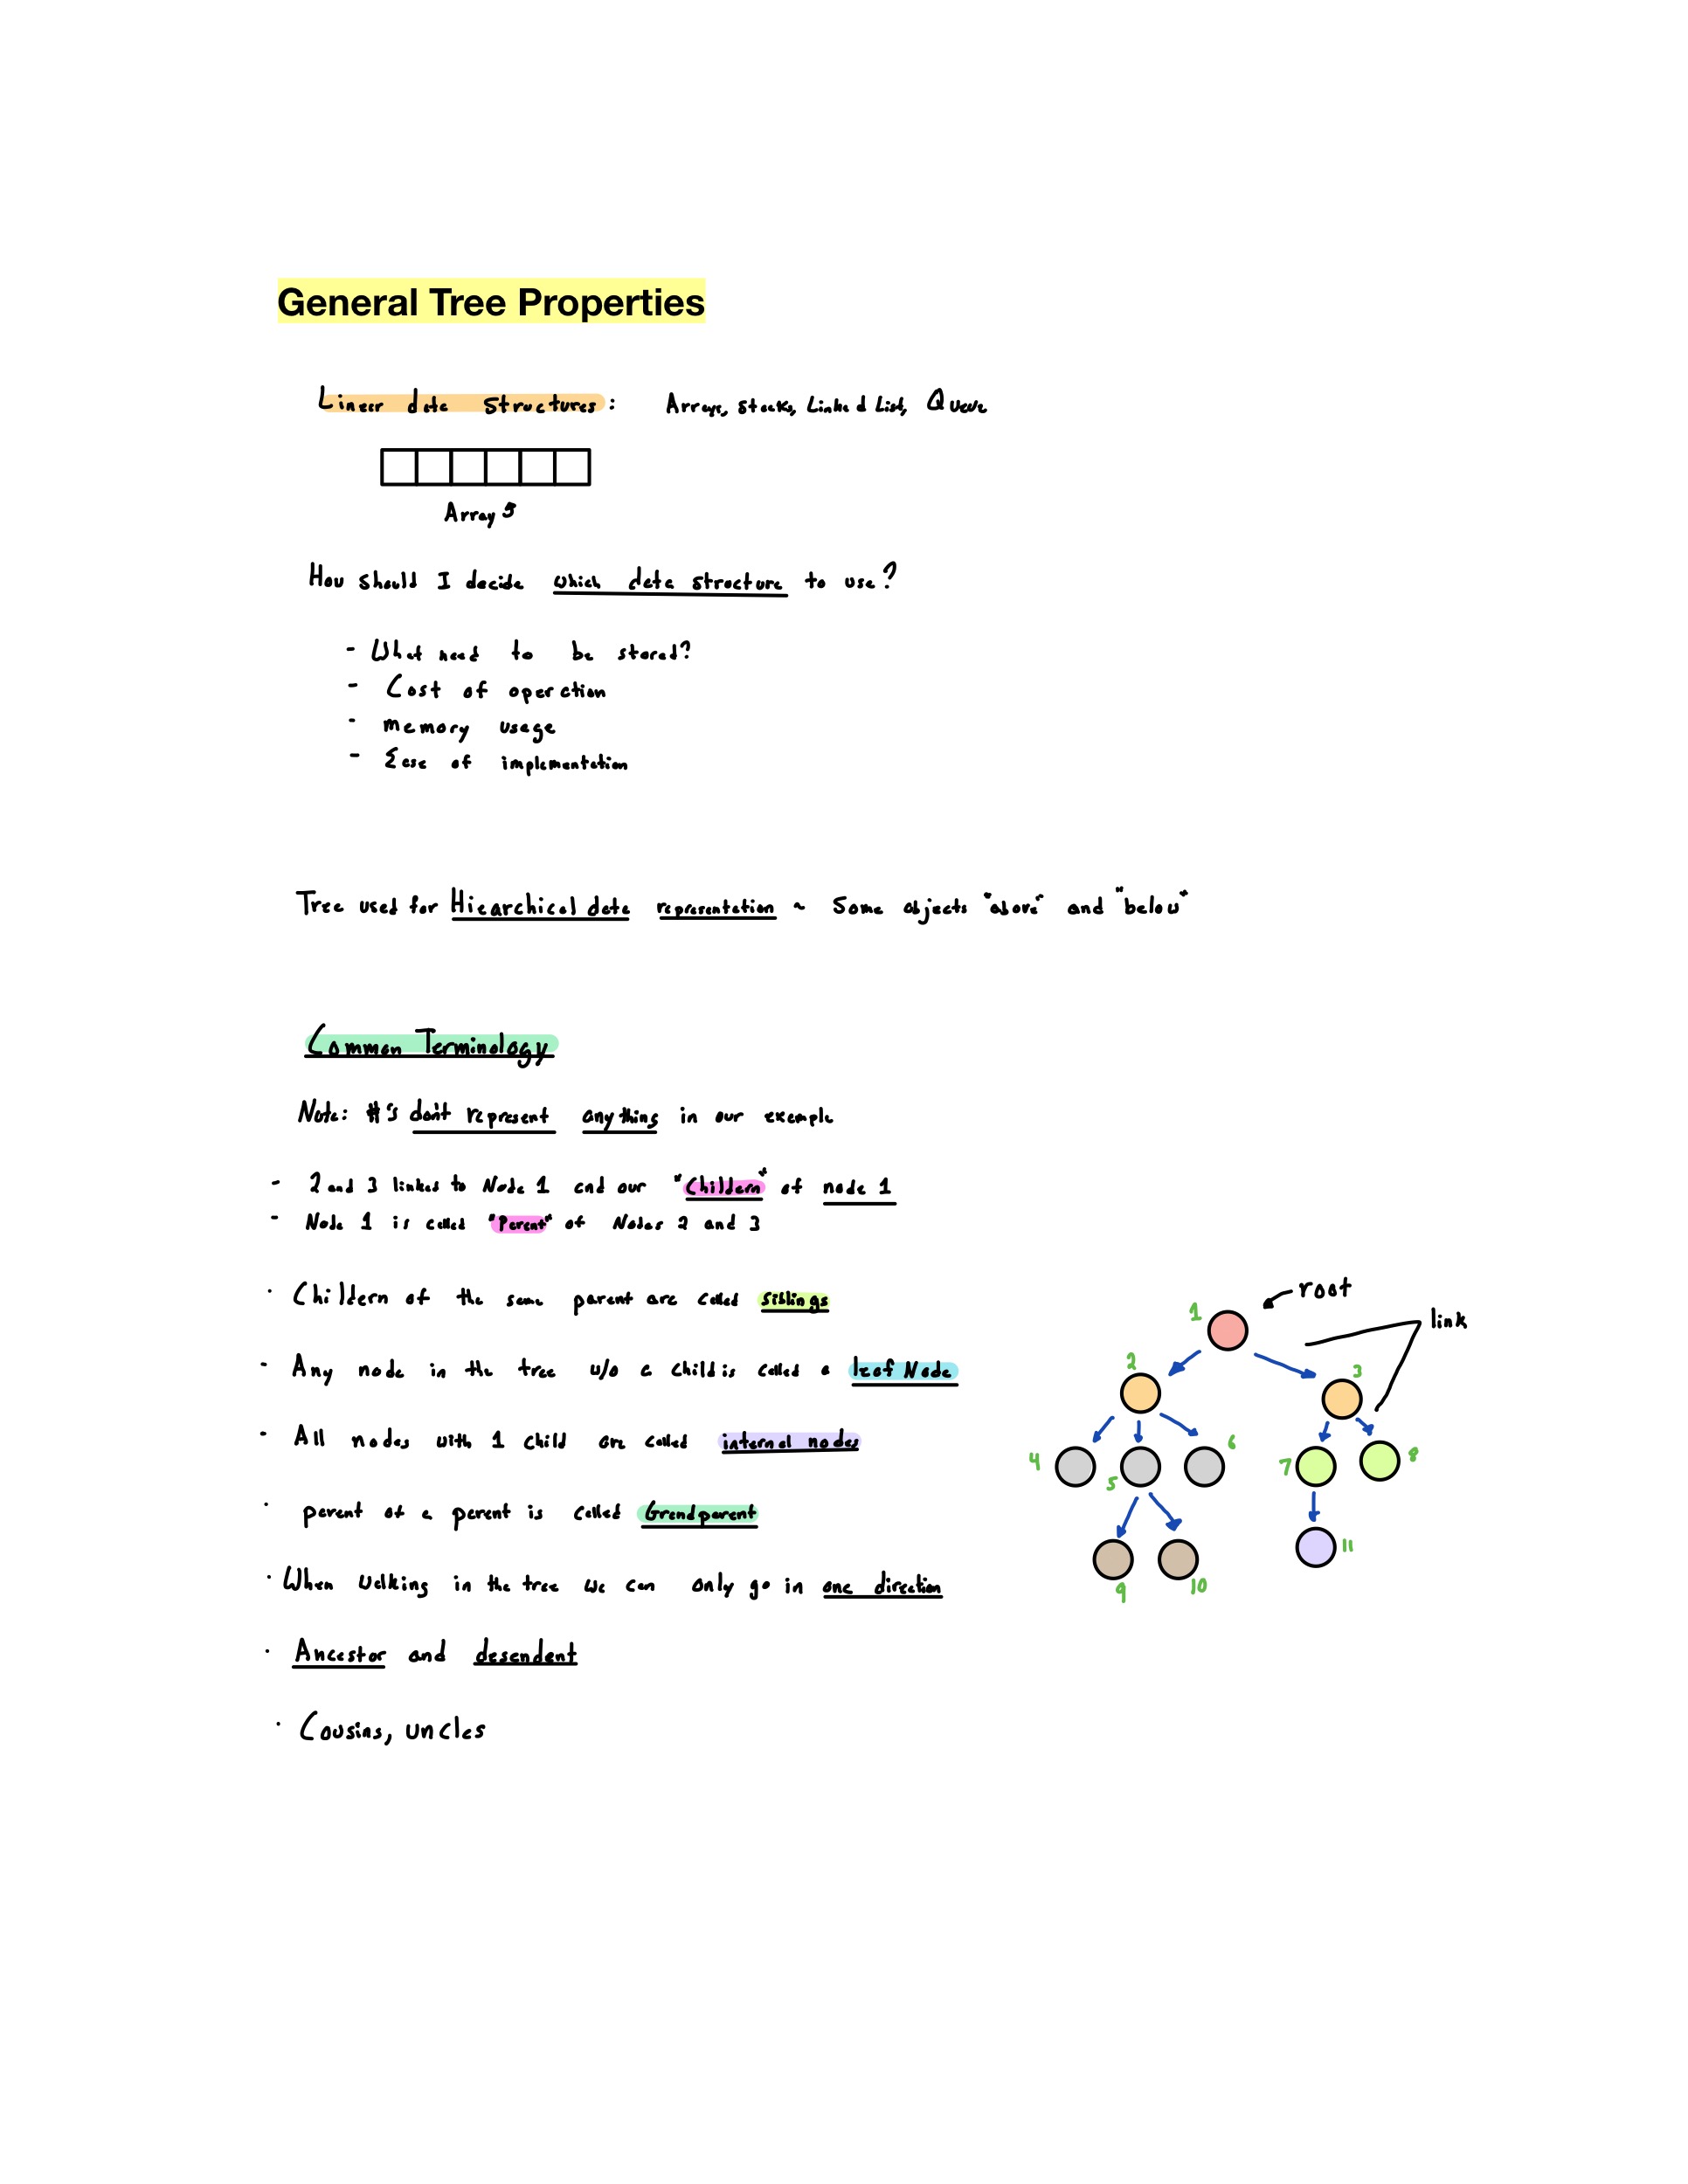 General Tree Properties
Linear data Structures: Arrays, Stacks, Linked List, Queue
Arrays
How should I decide which data structure to use?
- What need to be stored?
- Cost of operation
- memory usage
- Ease of implementation
Tree used for Hiearchical data representation ~ Some objects "above" and "below"
Common Terminology
Note: #'s don't represent anything in our example
- 2 and 3 linked to Node 1 and our "Childern" of node 1
- Node 1 is called "Parent" of Nodes 2 and 3
· Childern of the same parent are called siblings
- Any node in the tree w/o a child is called a leaf Node
- All nodes with 1 child are called internal nodes
· parent of a parent is called Grandparent
· When walking in the tree we can only go in one direction
· Ancestor and desendent
· Cousins, uncles
root
1
link
2
3
4
5
6
7
8
9
10
11